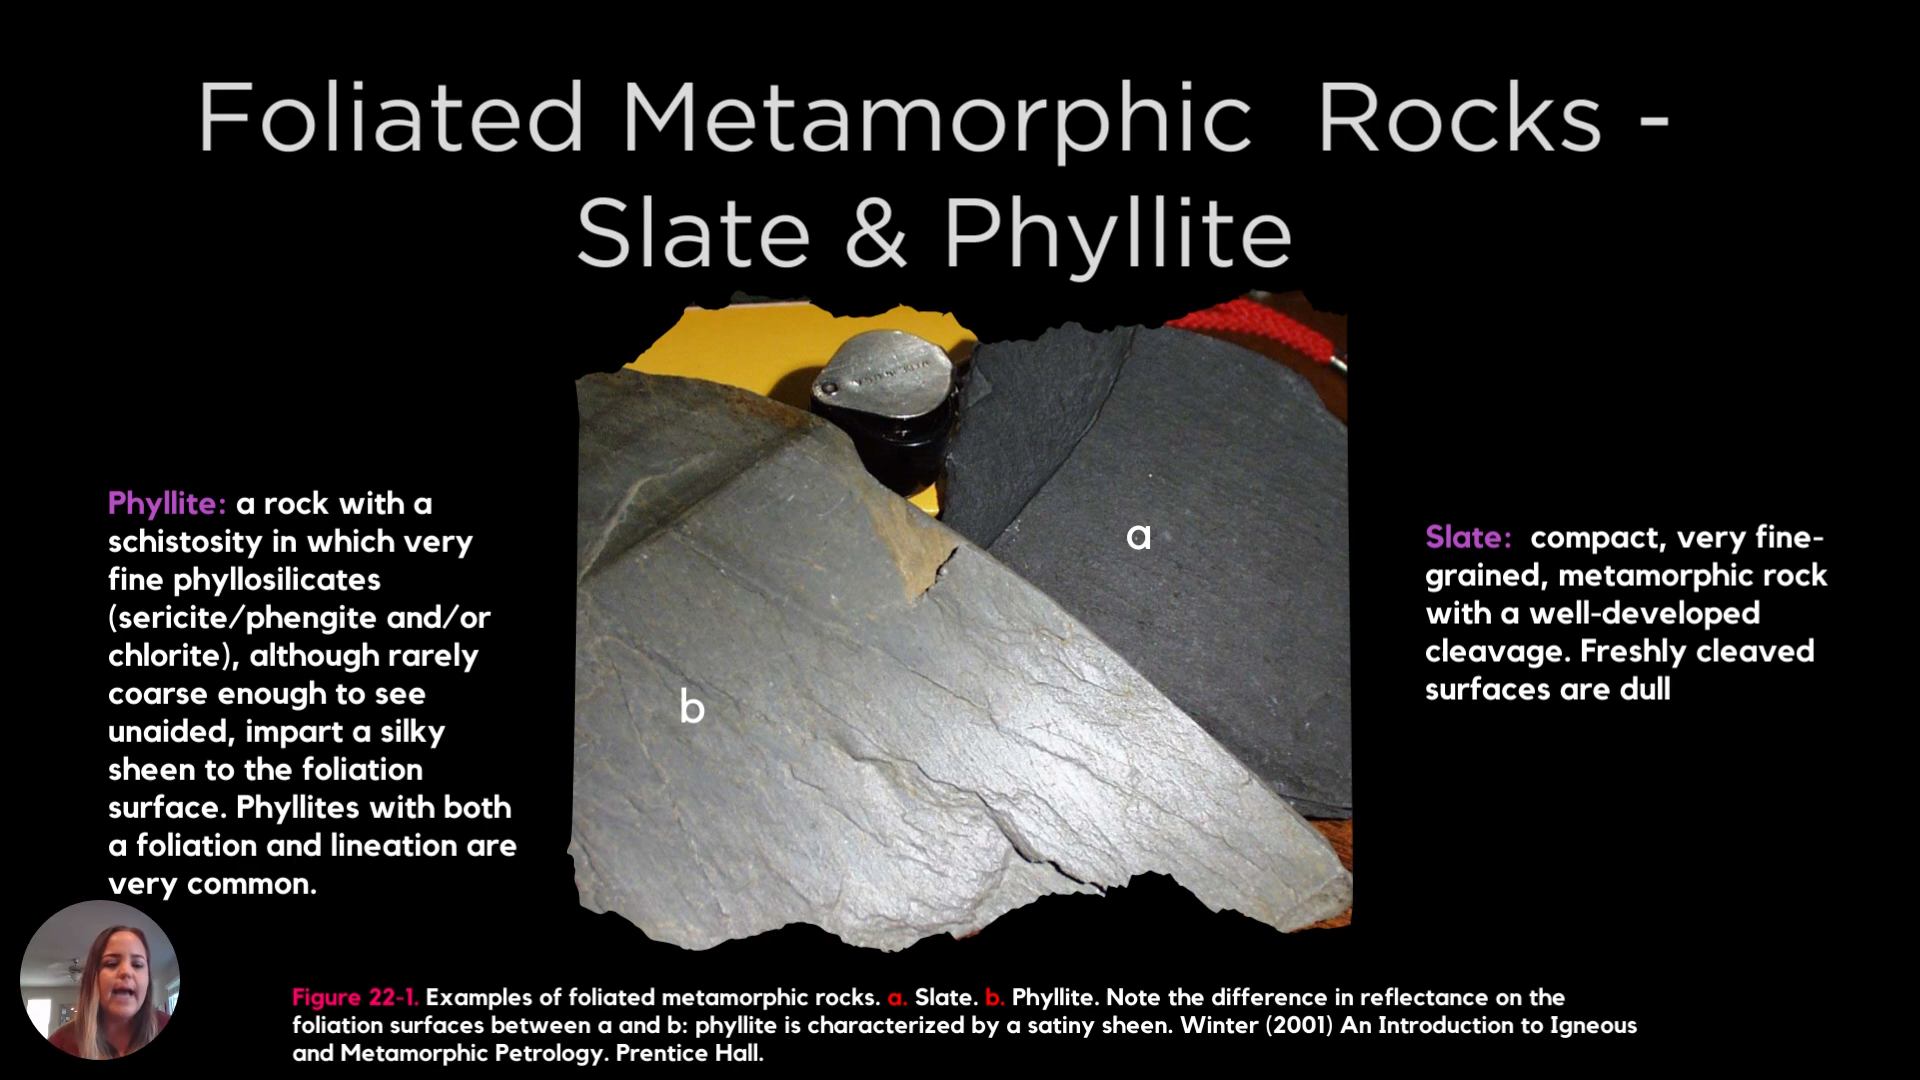 Foliated Metamorphic  Rocks -
Slate & Phyllite
Phyllite: a rock with a
schistosity in which very
fine phyllosilicates
(sericite/phengite and/or
chlorite), although rarely
coarse enough to see
unaided, impart a silky
sheen to the foliation
surface. Phyllites with both
a foliation and lineation are
very common.
a
b
Slate:  compact, very fine-
grained, metamorphic rock
with a well-developed
cleavage. Freshly cleaved
surfaces are dull
Figure 22-1. Examples of foliated metamorphic rocks. a. Slate. b. Phyllite. Note the difference in reflectance on the
foliation surfaces between a and b: phyllite is characterized by a satiny sheen. Winter (2001) An Introduction to Igneous
and Metamorphic Petrology. Prentice Hall.